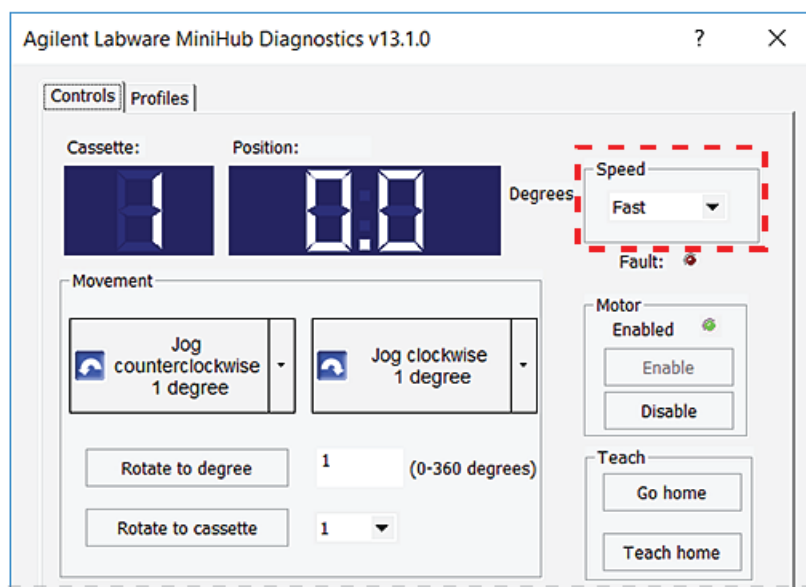 Agilent Labware MiniHub Diagnostics v13.1.0 ?
Controls Profiles
Cassette: Position:
1 0.0 Degrees
Speed
Fast
Fault:
Movement
Jog
counterclockwise
1 degree
Jog clockwise
1 degree
Rotate to degree 1 (0-360 degrees)
Rotate to cassette 1
Motor
Enabled
Enable
Disable
Teach
Go home
Teach home